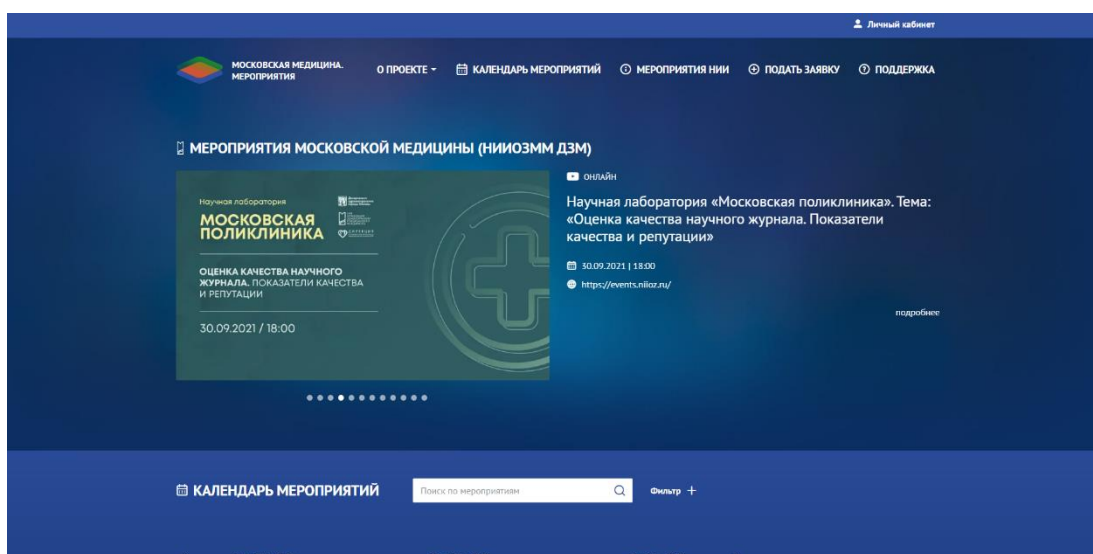 Личный кабинет
МОСКОВСКАЯ МЕДИЦИНА.
МЕРОПРИЯТИЯ
О ПРОЕКТЕ
КАЛЕНДАРЬ МЕРОПРИЯТИЙ
МЕРОПРИЯТИЯ НИИ
ПОДАТЬ ЗАЯВКУ
ПОДДЕРЖКА
МЕРОПРИЯТИЯ МОСКОВСКОЙ МЕДИЦИНЫ (НИИОЗММ ДЗМ)
Научная лаборатория
МОСКОВСКАЯ
ПОЛИКЛИНИКА
ОЦЕНКА КАЧЕСТВА НАУЧНОГО
ЖУРНАЛА. ПОКАЗАТЕЛИ КАЧЕСТВА
И РЕПУТАЦИИ
30.09.2021 / 18:00
ОНЛАЙН
Научная лаборатория «Московская поликлиника». Тема:
«Оценка качества научного журнала. Показатели
качества и репутации»
30.09.2021 | 18:00
https://events.niioz.ru/
подробнее
КАЛЕНДАРЬ МЕРОПРИЯТИЙ
Поиск по мероприятиям
Фильтр +